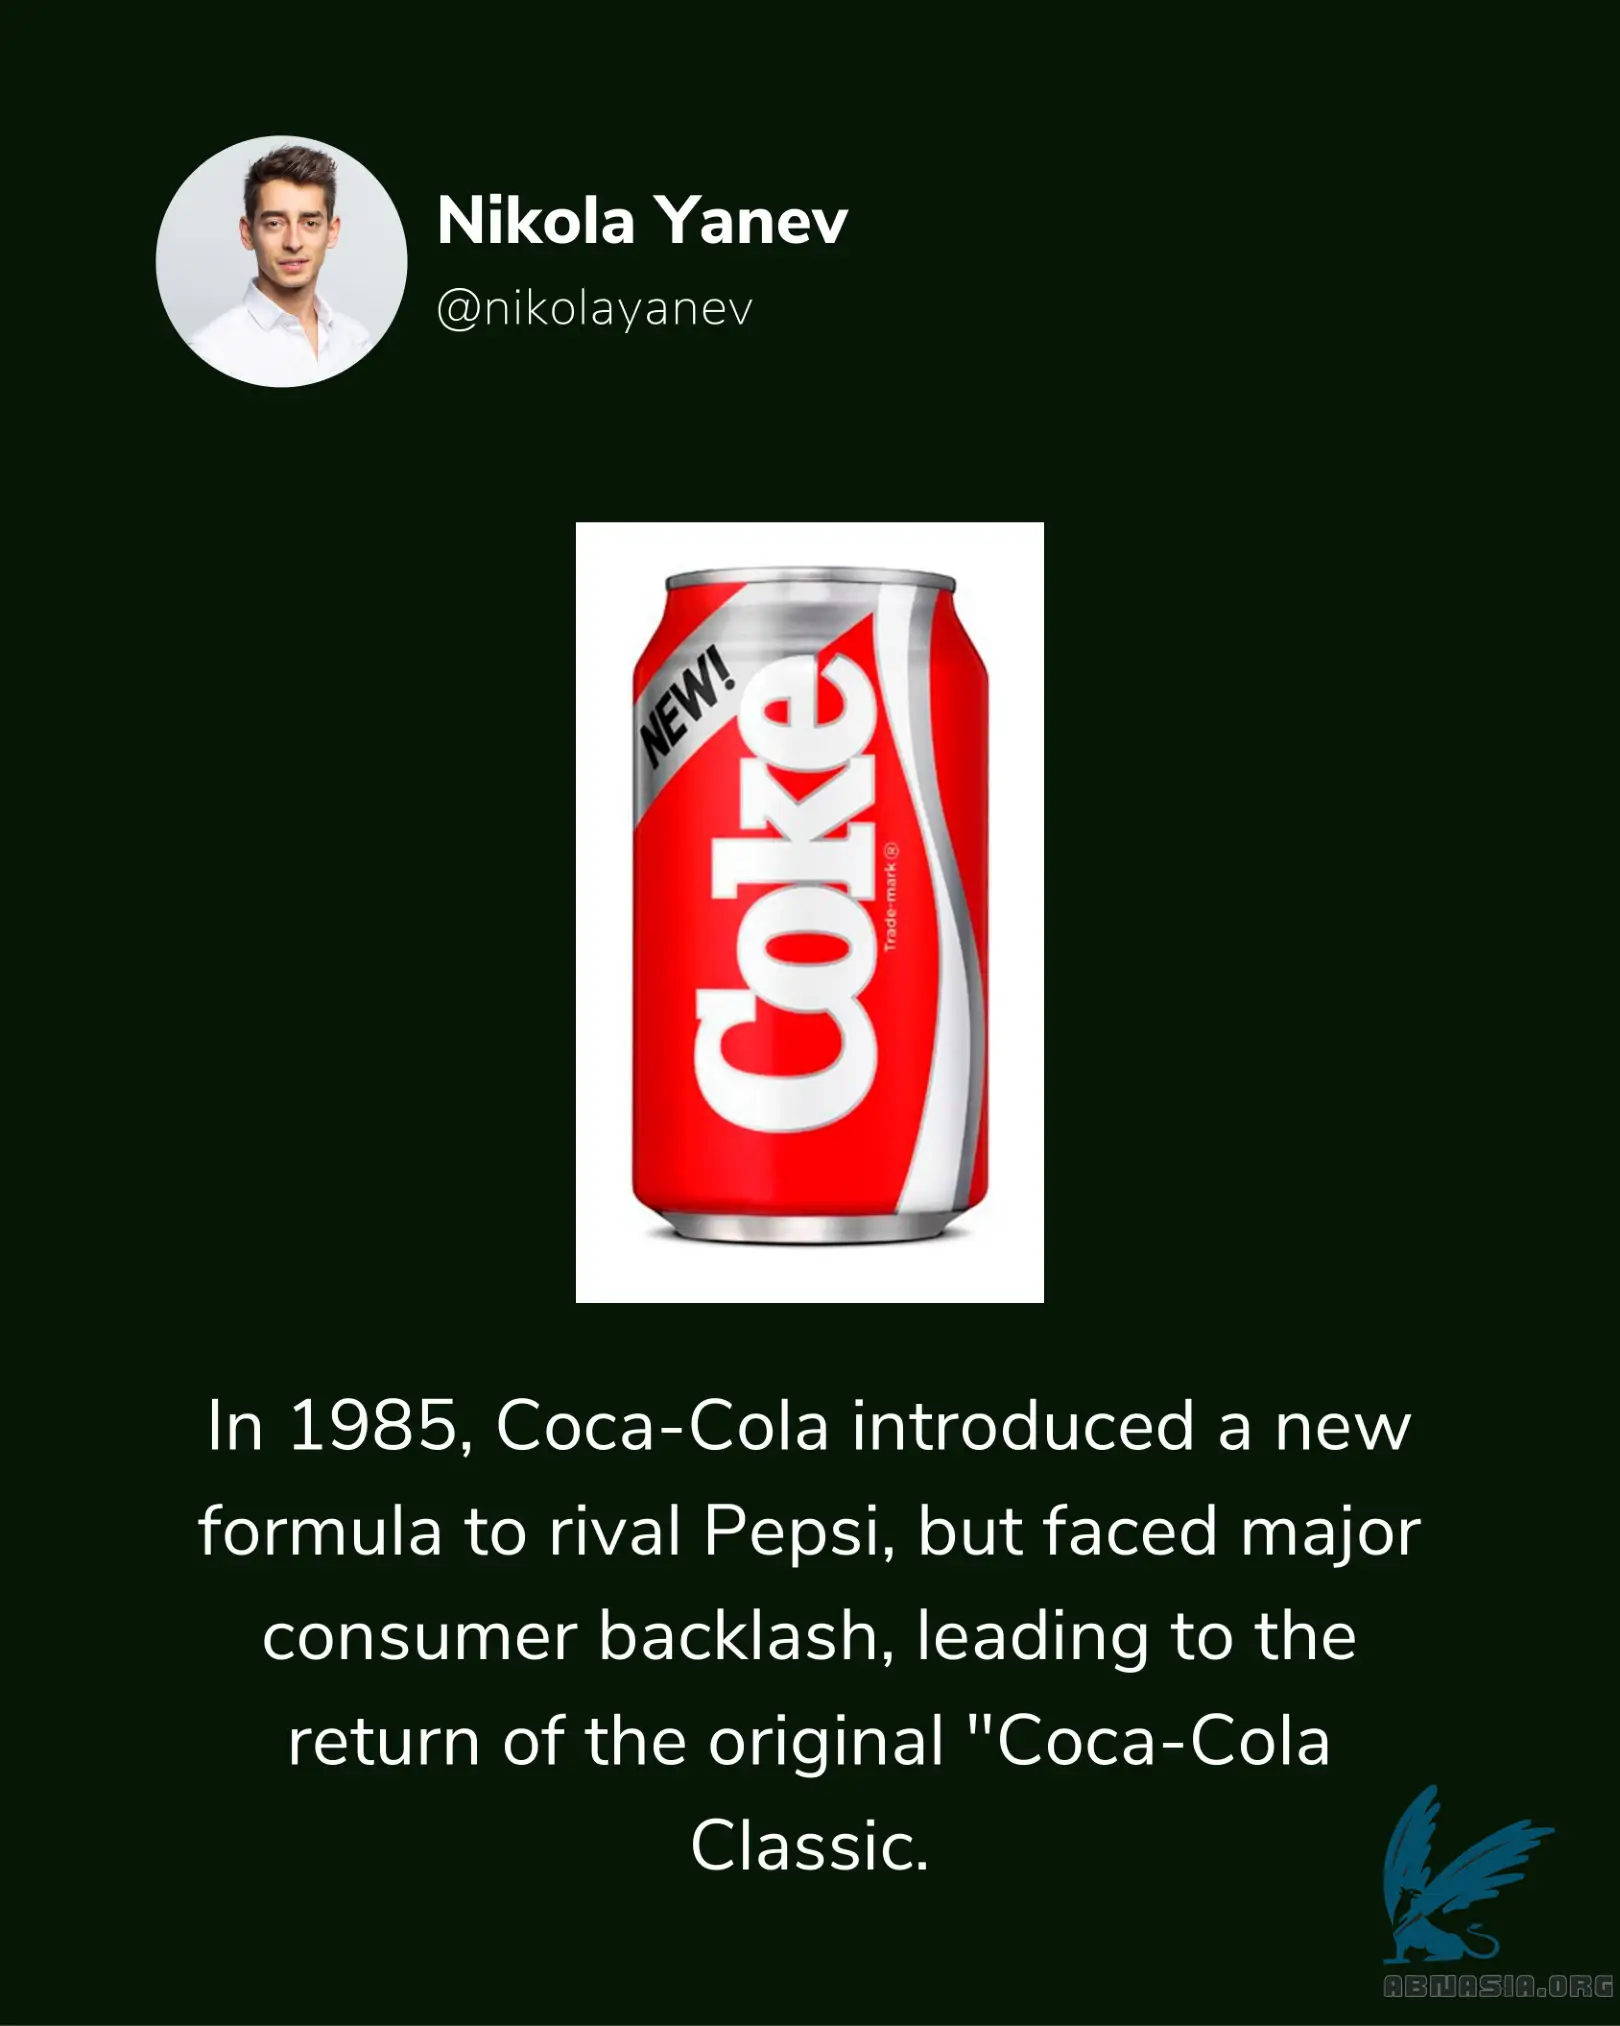 Nikola Yanev
@nikolayanev
NEW!
Coke
Trade-mark ®
In 1985, Coca-Cola introduced a new
formula to rival Pepsi, but faced major
consumer backlash, leading to the
return of the original "Coca-Cola
Classic.
ABNASIA.ORG